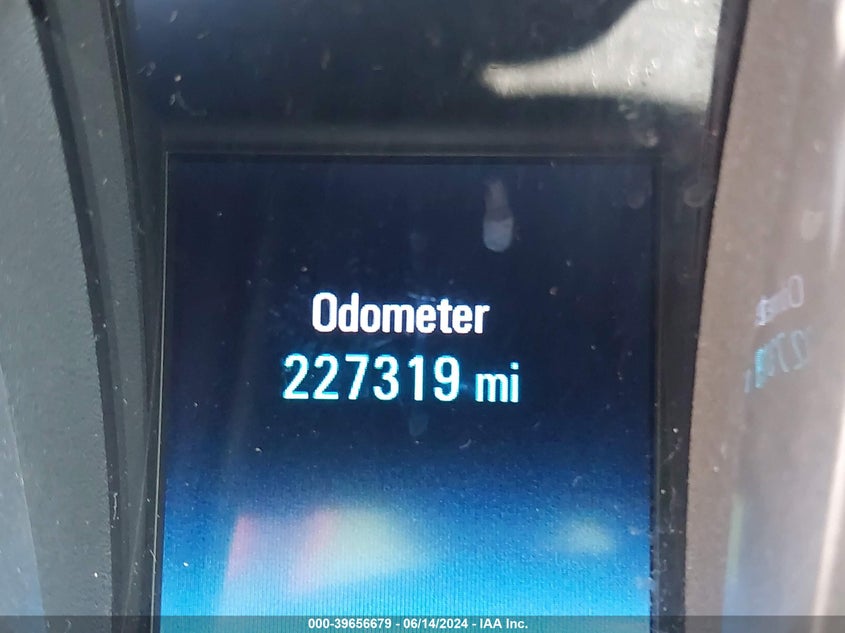 Odometer
227319 mi
000-39656679 - 06/14/2024 - IAA Inc.